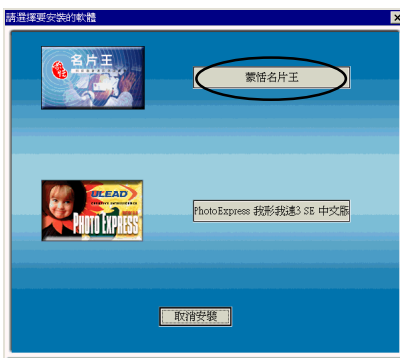 請選擇要安裝的軟體
名片王
蒙恬名片王
ULEAD
PHOTO EXPRESS
PhotoExpress 我形我速3 SE 中文版
取消安裝